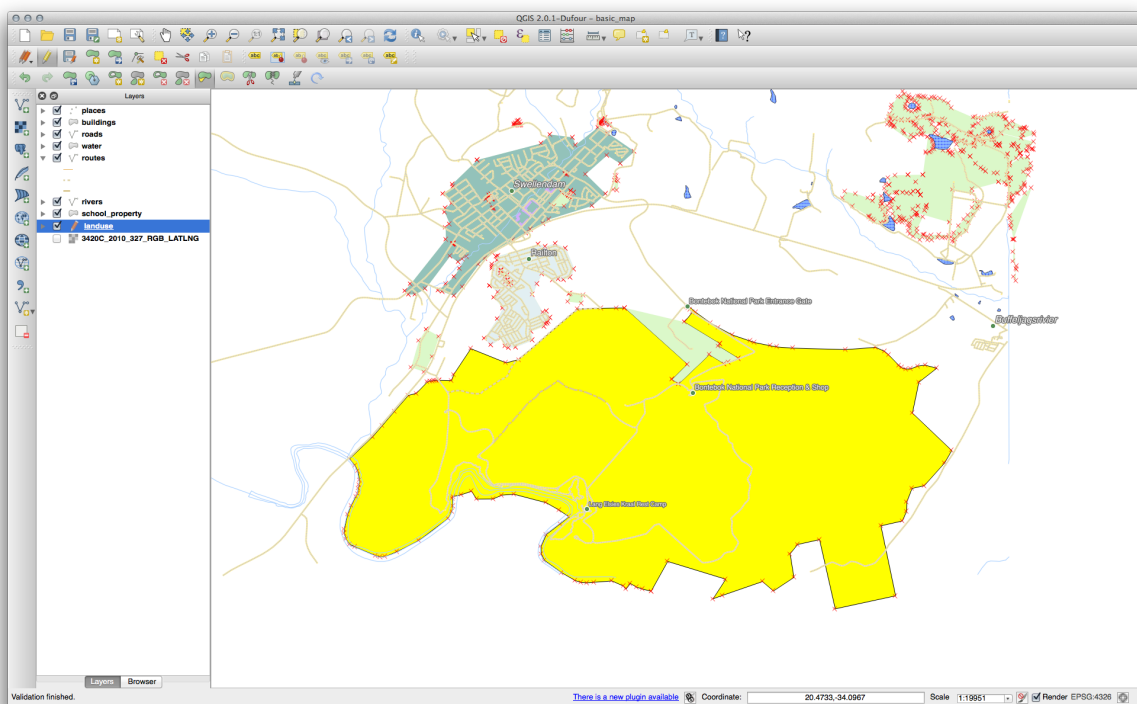 QGIS 2.0.1-Dufour - basic_map
Layers
places
buildings
roads
water
routes
rivers
school_property
landuse
3420C_2010_327_RGB_LATLNG
Swellendam
Railton
Bontebok National Park Entrance Gate
Buffeljagsrivier
Bontebok National Park Reception & Shop
Lang Elsies Kraal Rest Camp
Layers
Browser
Validation finished.
There is a new plugin available
Coordinate:
20.4733,-34.0967
Scale
1:19951
Render
EPSG:4326